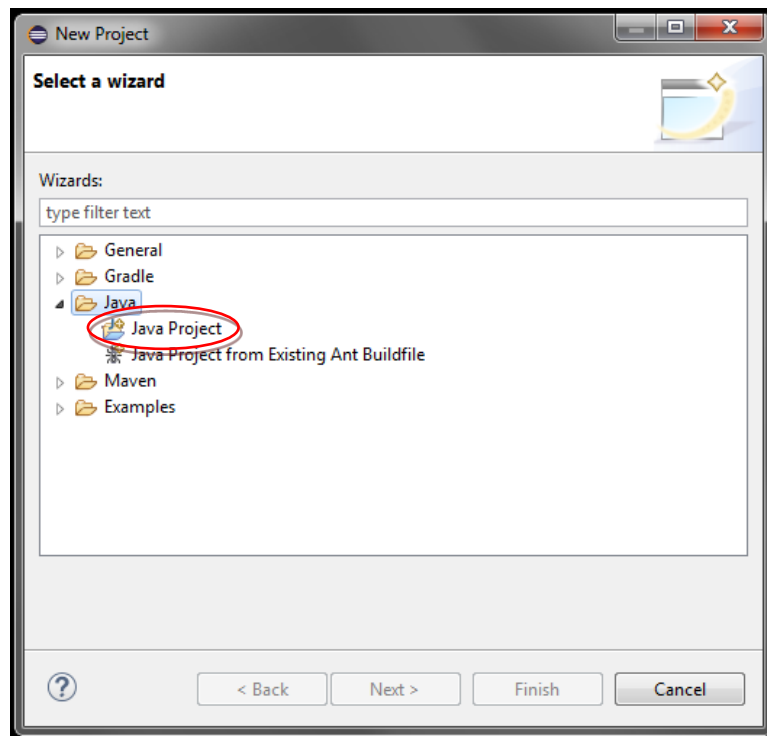 New Project
Select a wizard
Wizards:
type filter text
General
Gradle
Java
Java Project
Java Project from Existing Ant Buildfile
Maven
Examples
?
< Back Next > Finish Cancel